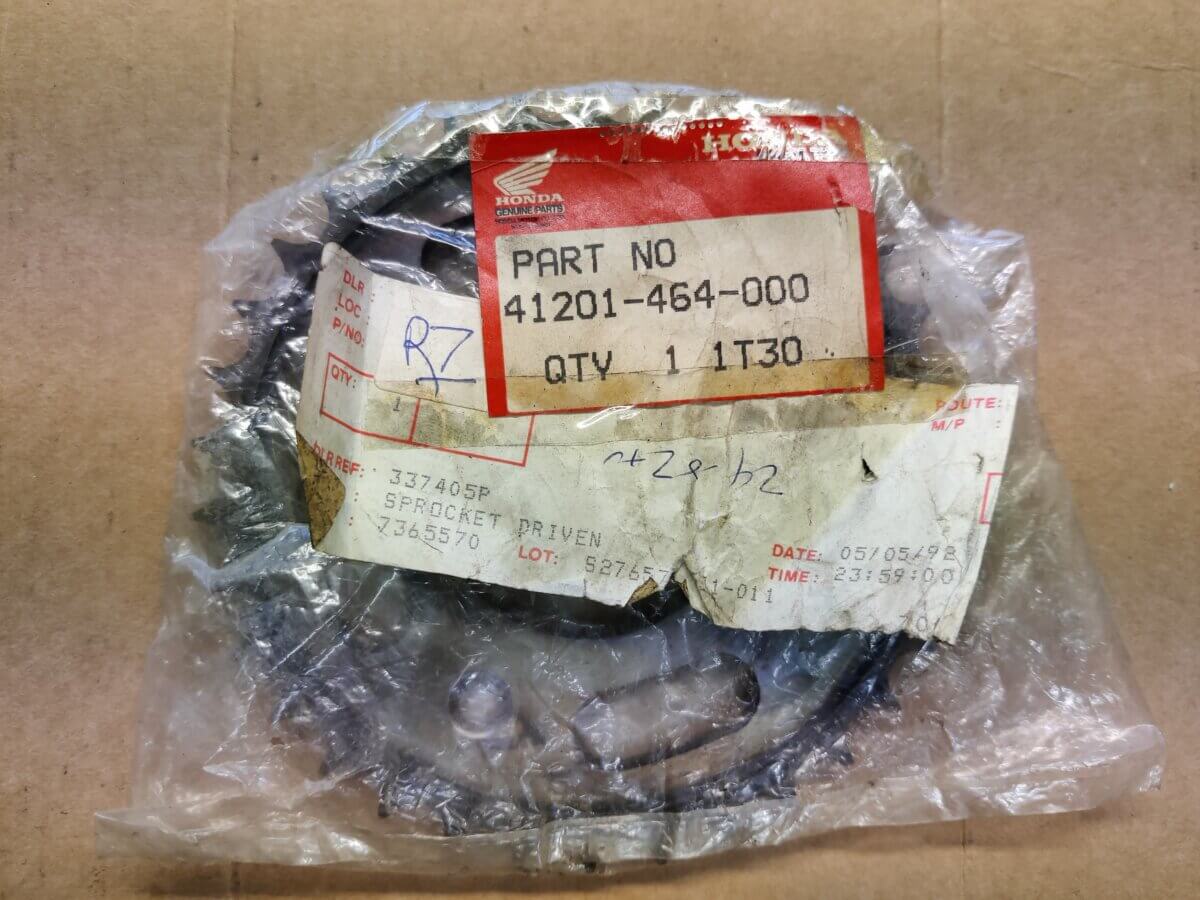 HONDA
HONDA
GENUINE PARTS
PART NO
41201-464-000
QTY 1 1T30
DLR :
LOC :
P/NO:
R7
QTY:
1
ROUTE:
M/P :
DLR REF:
337405P
SPROCKET DRIVEN
: 7365570
LOT:
DATE: 05/05/98
TIME: 23:59:00